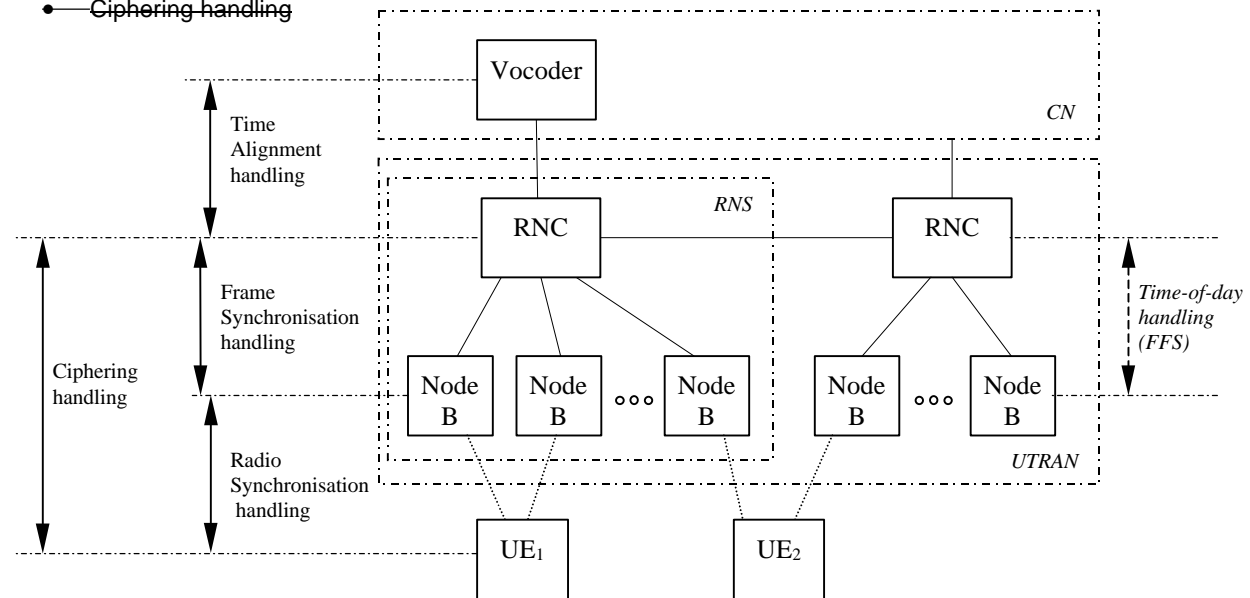 Ciphering handling
Vocoder
CN
Time
Alignment
handling
RNS
RNC
RNC
Frame
Synchronisation
handling
Time-of-day
handling
(FFS)
Ciphering
handling
Node
B
Node
B
Node
B
Node
B
Node
B
UTRAN
Radio
Synchronisation
handling
UE₁
UE₂